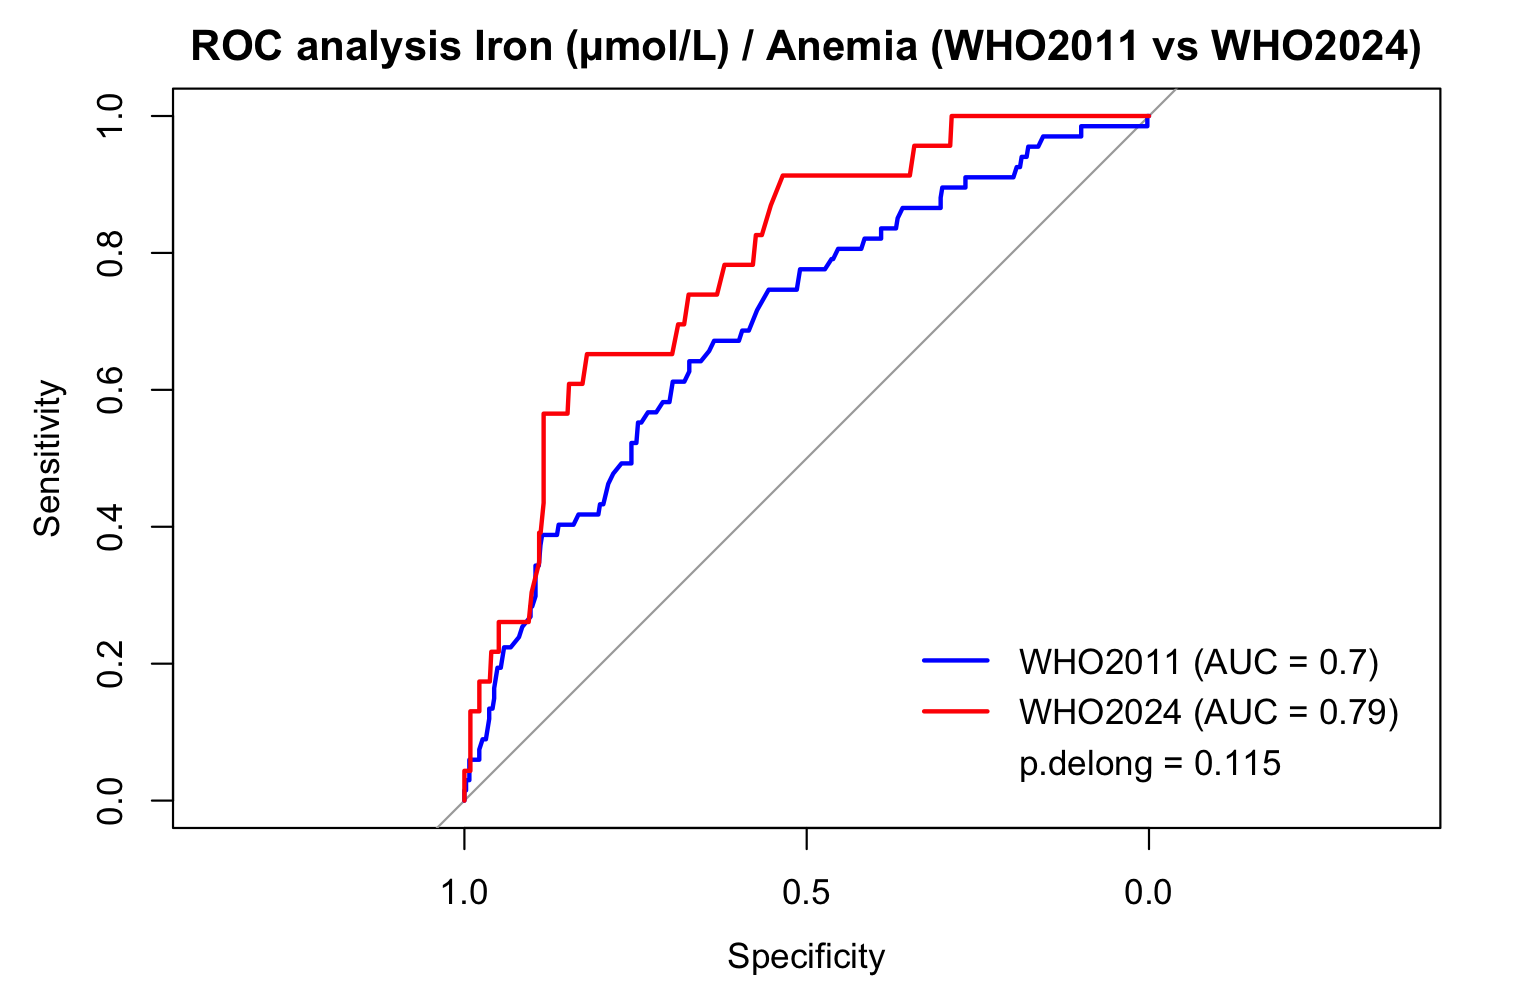 ROC analysis Iron (µmol/L) / Anemia (WHO2011 vs WHO2024)
Sensitivity
1.0
0.8
0.6
0.4
0.2
0.0
WHO2011 (AUC = 0.7)
WHO2024 (AUC = 0.79)
p.delong = 0.115
1.0 0.5 0.0
Specificity